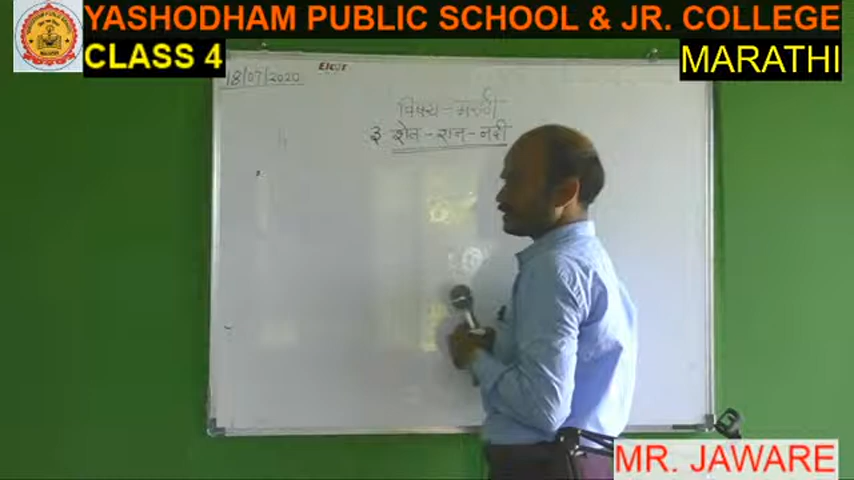 YASHODHAM PUBLIC SCHOOL & JR. COLLEGE
CLASS 4
MARATHI
18/07/2020
विषय - मराठी
३ शेत - रान - नदी
MR. JAWARE